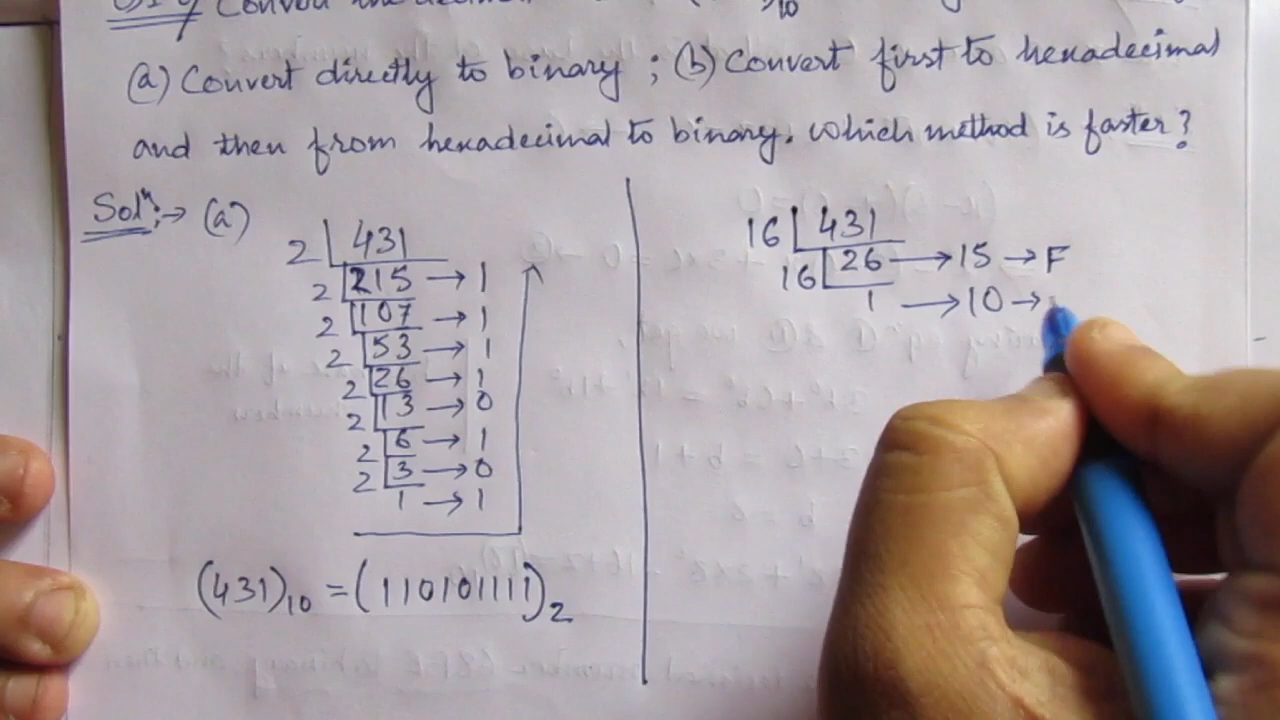 (a) Convert directly to binary ; (b) Convert first to hexadecimal
and then from hexadecimal to binary. Which method is faster?
Solⁿ:→ (a)
2 431
2 215 → 1
2 107 → 1
2 53 → 1
2 26 → 1
2 13 → 0
2 6 → 1
2 3 → 0
1 → 1
(431)₁₀ = (110101111)₂
16 431
16 26 → 15 → F
1 → 10 →